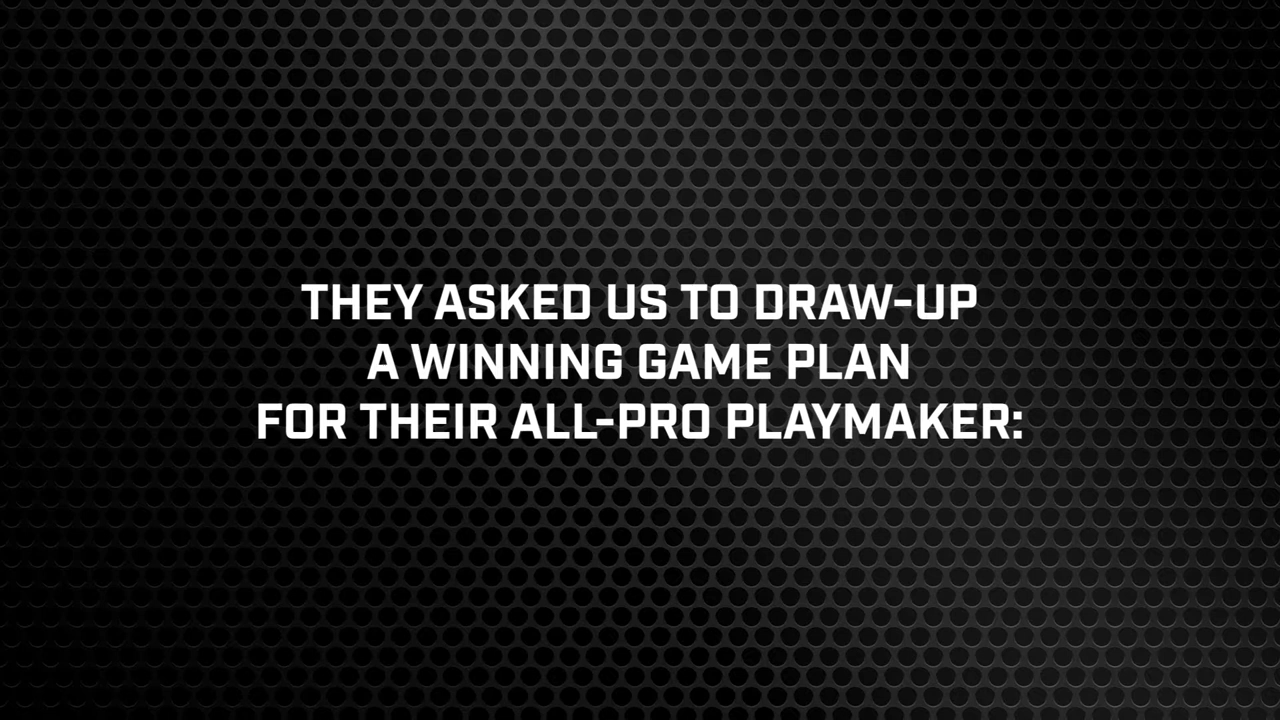 THEY ASKED US TO DRAW-UP
A WINNING GAME PLAN
FOR THEIR ALL-PRO PLAYMAKER: